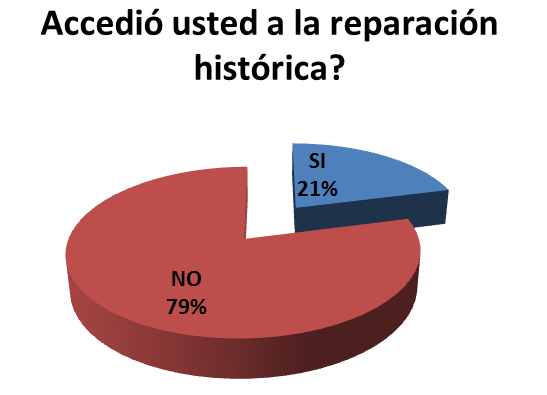 Accedió usted a la reparación
histórica?
SI
21%
NO
79%